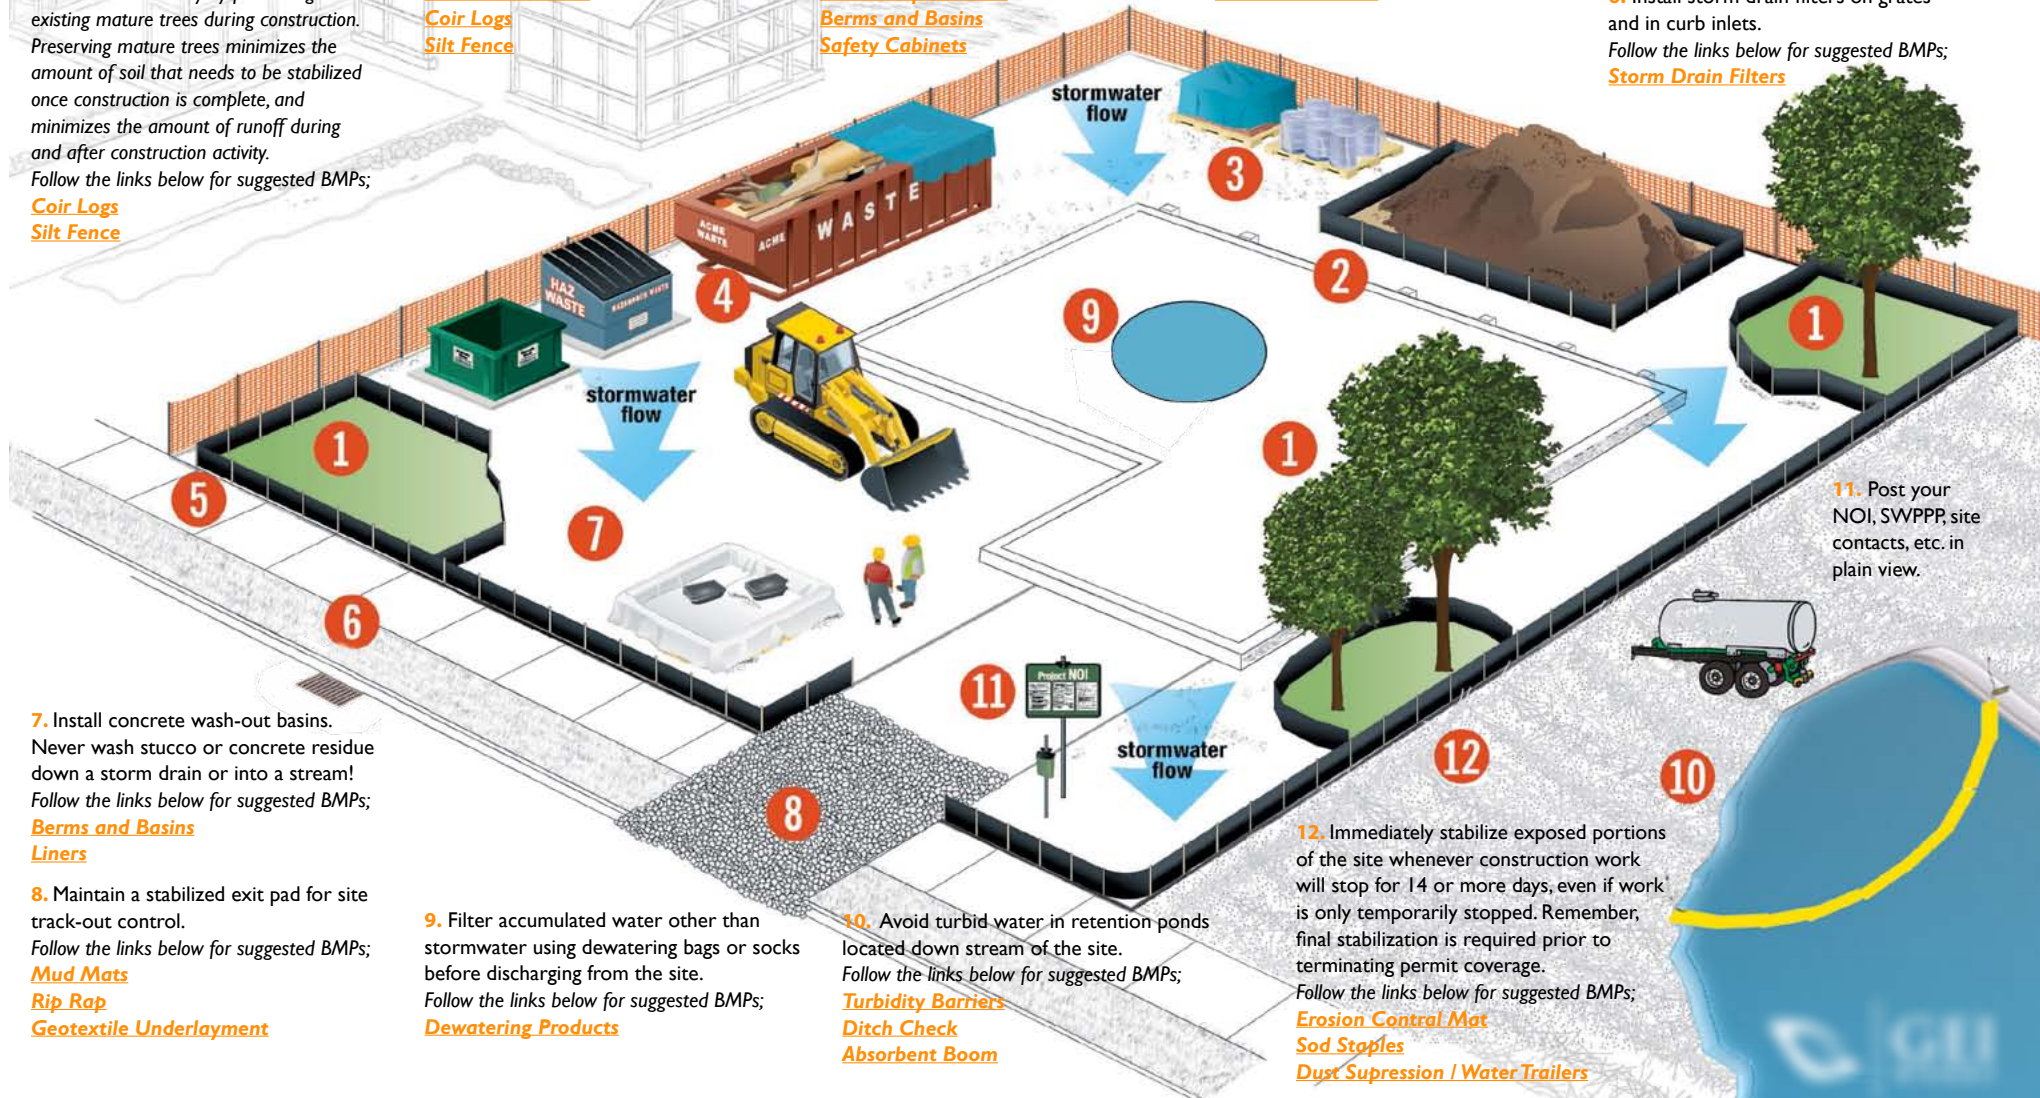 existing mature trees during construction.
Preserving mature trees minimizes the
amount of soil that needs to be stabilized
once construction is complete, and
minimizes the amount of runoff during
and after construction activity.
Follow the links below for suggested BMPs;
Coir Logs
Silt Fence
Coir Logs
Silt Fence
Berms and Basins
Safety Cabinets
and in curb inlets.
Follow the links below for suggested BMPs;
Storm Drain Filters
stormwater
flow
3
ACME
WASTE
ACME
WASTE
HAZ
WASTE
HAZARDOUS WASTE
4
2
9
1
stormwater
flow
1
1
5
7
6
11. Post your
NOI, SWPPP, site
contacts, etc. in
plain view.
11
Project NOI
stormwater
flow
12
10
8
7. Install concrete wash-out basins.
Never wash stucco or concrete residue
down a storm drain or into a stream!
Follow the links below for suggested BMPs;
Berms and Basins
Liners
8. Maintain a stabilized exit pad for site
track-out control.
Follow the links below for suggested BMPs;
Mud Mats
Rip Rap
Geotextile Underlayment
9. Filter accumulated water other than
stormwater using dewatering bags or socks
before discharging from the site.
Follow the links below for suggested BMPs;
Dewatering Products
10. Avoid turbid water in retention ponds
located down stream of the site.
Follow the links below for suggested BMPs;
Turbidity Barriers
Ditch Check
Absorbent Boom
12. Immediately stabilize exposed portions
of the site whenever construction work
will stop for 14 or more days, even if work
is only temporarily stopped. Remember,
final stabilization is required prior to
terminating permit coverage.
Follow the links below for suggested BMPs;
Erosion Contral Mat
Sod Staples
Dust Supression / Water Trailers
GEI